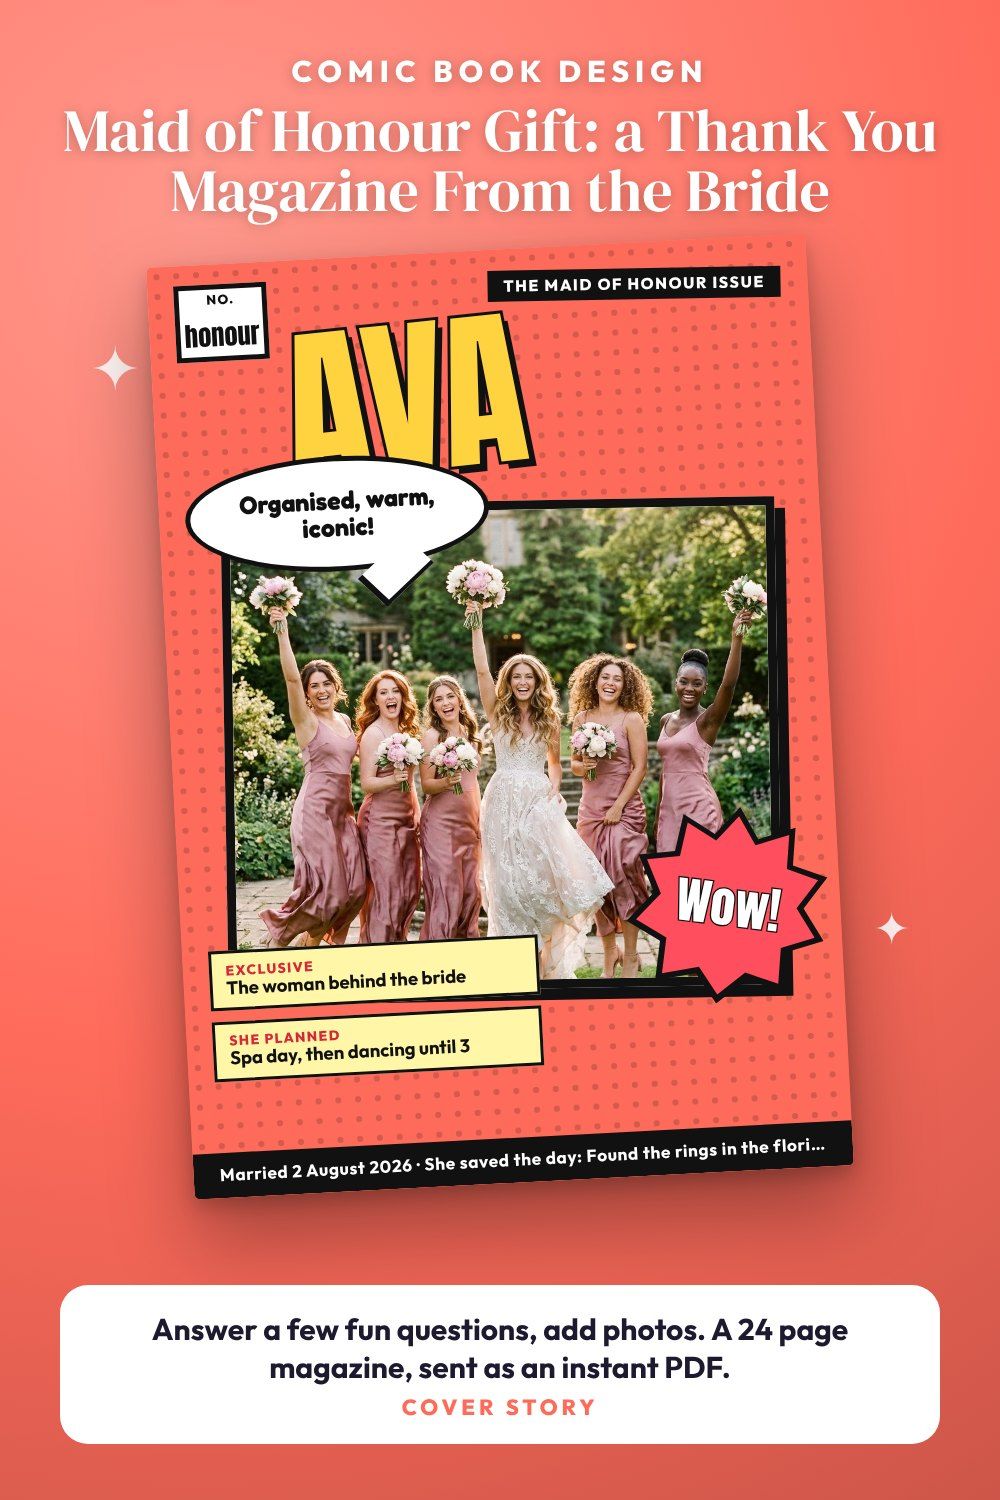 COMIC BOOK DESIGN
Maid of Honour Gift: a Thank You
Magazine From the Bride
NO.
honour
THE MAID OF HONOUR ISSUE
AVA
Organised, warm,
iconic!
Wow!
EXCLUSIVE
The woman behind the bride
SHE PLANNED
Spa day, then dancing until 3
Married 2 August 2026 · She saved the day: Found the rings in the flori...
Answer a few fun questions, add photos. A 24 page
magazine, sent as an instant PDF.
COVER STORY